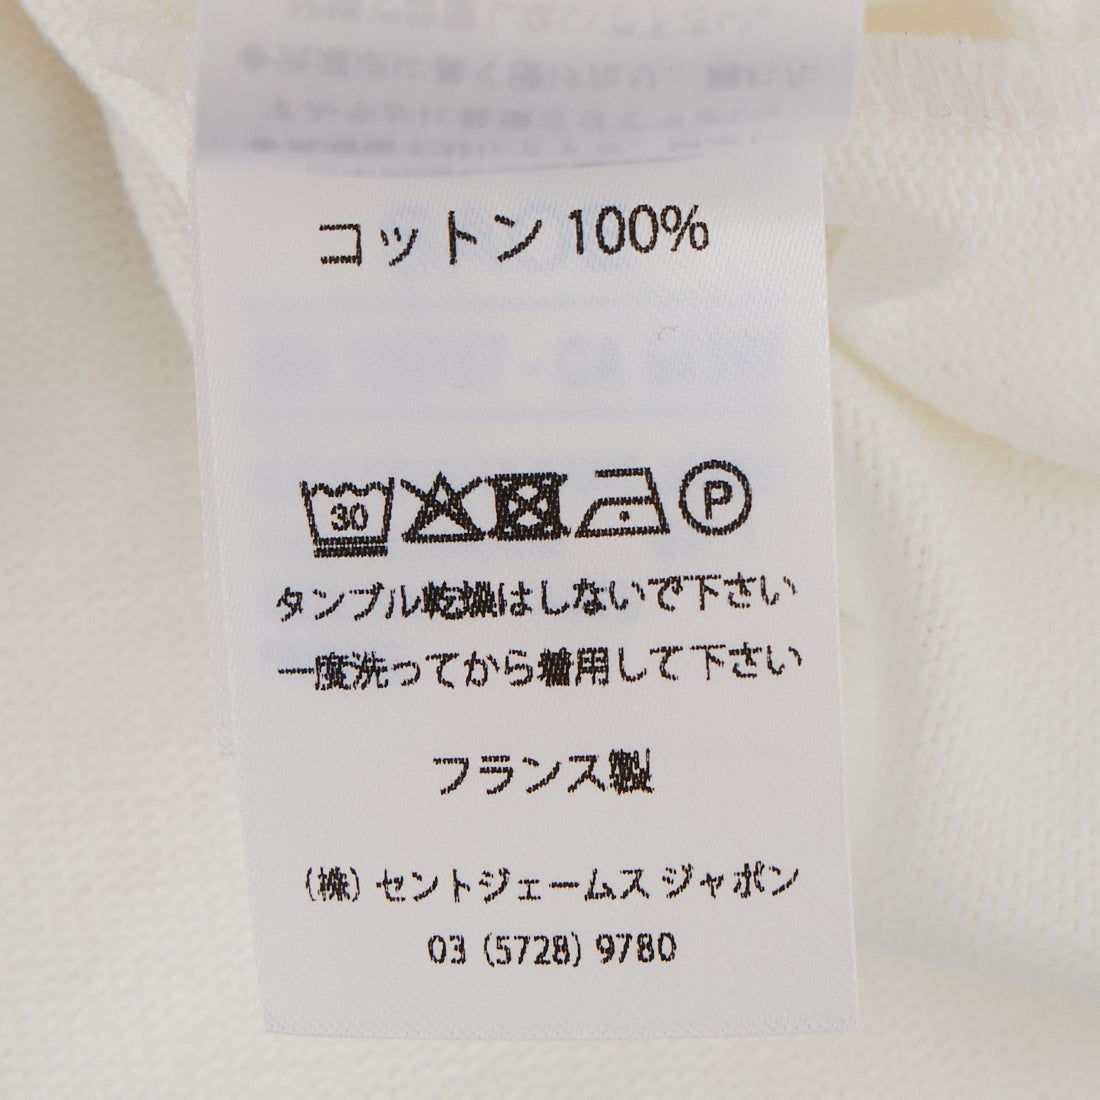 コットン 100%
30 P
タンブル乾燥はしないで下さい
一度洗ってから着用して下さい
フランス製
(株) セントジェームス ジャポン
03 (5728) 9780